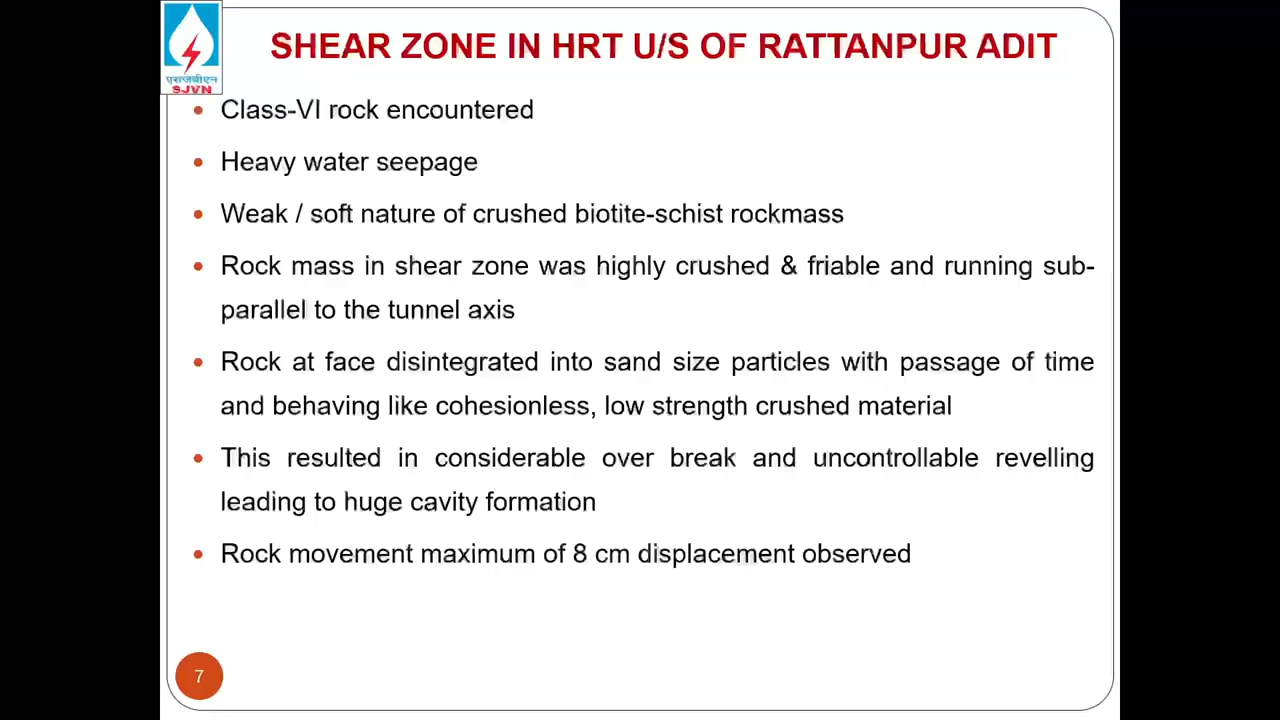 एसजेवीएन
SJVN
SHEAR ZONE IN HRT U/S OF RATTANPUR ADIT
• Class-VI rock encountered
• Heavy water seepage
• Weak / soft nature of crushed biotite-schist rockmass
• Rock mass in shear zone was highly crushed & friable and running sub-
parallel to the tunnel axis
• Rock at face disintegrated into sand size particles with passage of time
and behaving like cohesionless, low strength crushed material
• This resulted in considerable over break and uncontrollable revelling
leading to huge cavity formation
• Rock movement maximum of 8 cm displacement observed
7